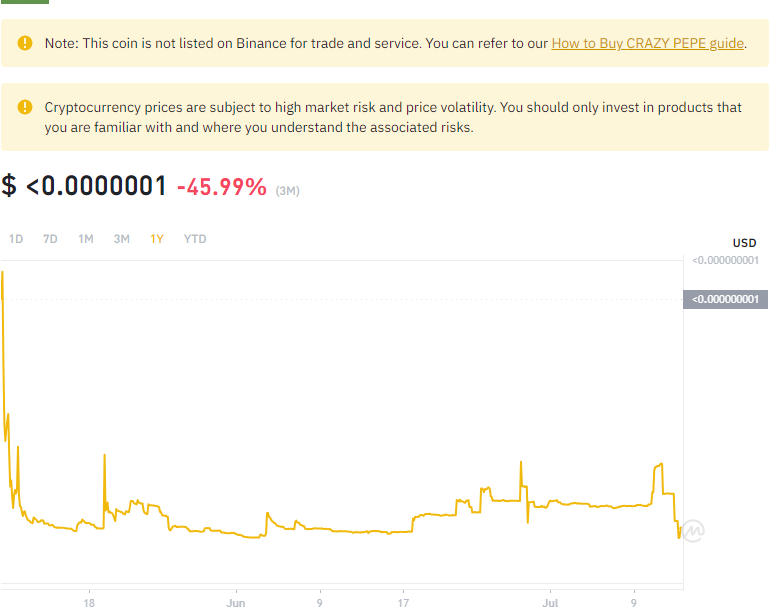 Note: This coin is not listed on Binance for trade and service. You can refer to our How to Buy CRAZY PEPE guide.
Cryptocurrency prices are subject to high market risk and price volatility. You should only invest in products that
you are familiar with and where you understand the associated risks.
$ <0.0000001 -45.99% (3M)
1D 7D 1M 3M 1Y YTD
USD
<0.000000001
<0.000000001
18 Jun 9 17 Jul 9